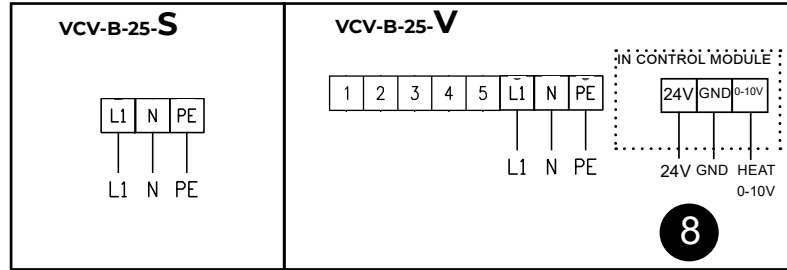 VCV-B-25-S
L1 N PE
L1 N PE
VCV-B-25-V
1 2 3 4 5 L1 N PE
L1 N PE
IN CONTROL MODULE
24V GND 0-10V
24V GND HEAT
0-10V
8